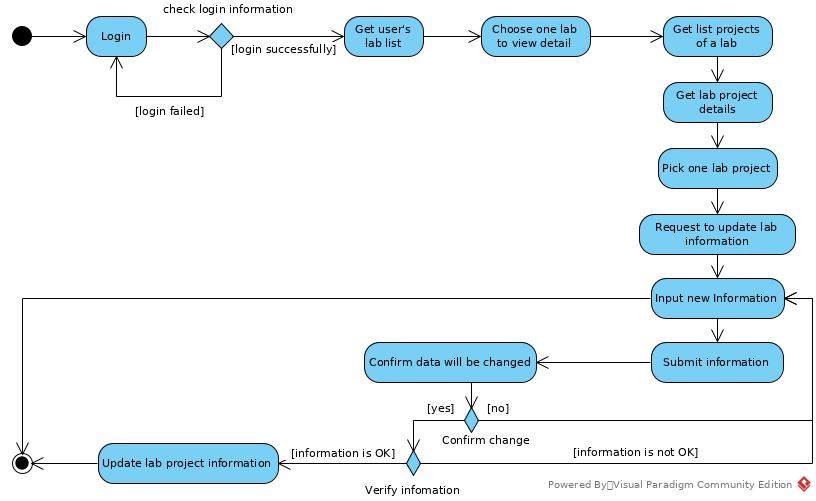 check login information
Login
[login successfully]
[login failed]
Get user's
lab list
Choose one lab
to view detail
Get list projects
of a lab
Get lab project
details
Pick one lab project
Request to update lab
information
Input new Information
Submit information
Confirm data will be changed
[yes]
[no]
Confirm change
[information is OK]
[information is not OK]
Update lab project information
Verify infomation
Powered By Visual Paradigm Community Edition